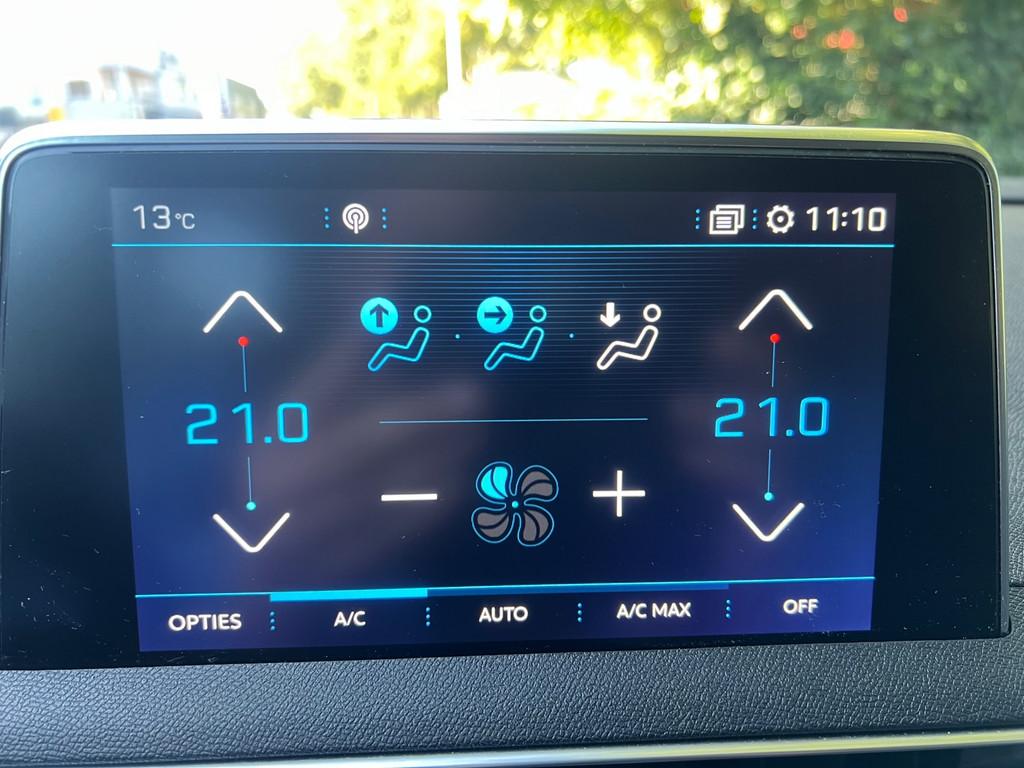 13°C 11:10
21.0 21.0
OPTIES A/C AUTO A/C MAX OFF